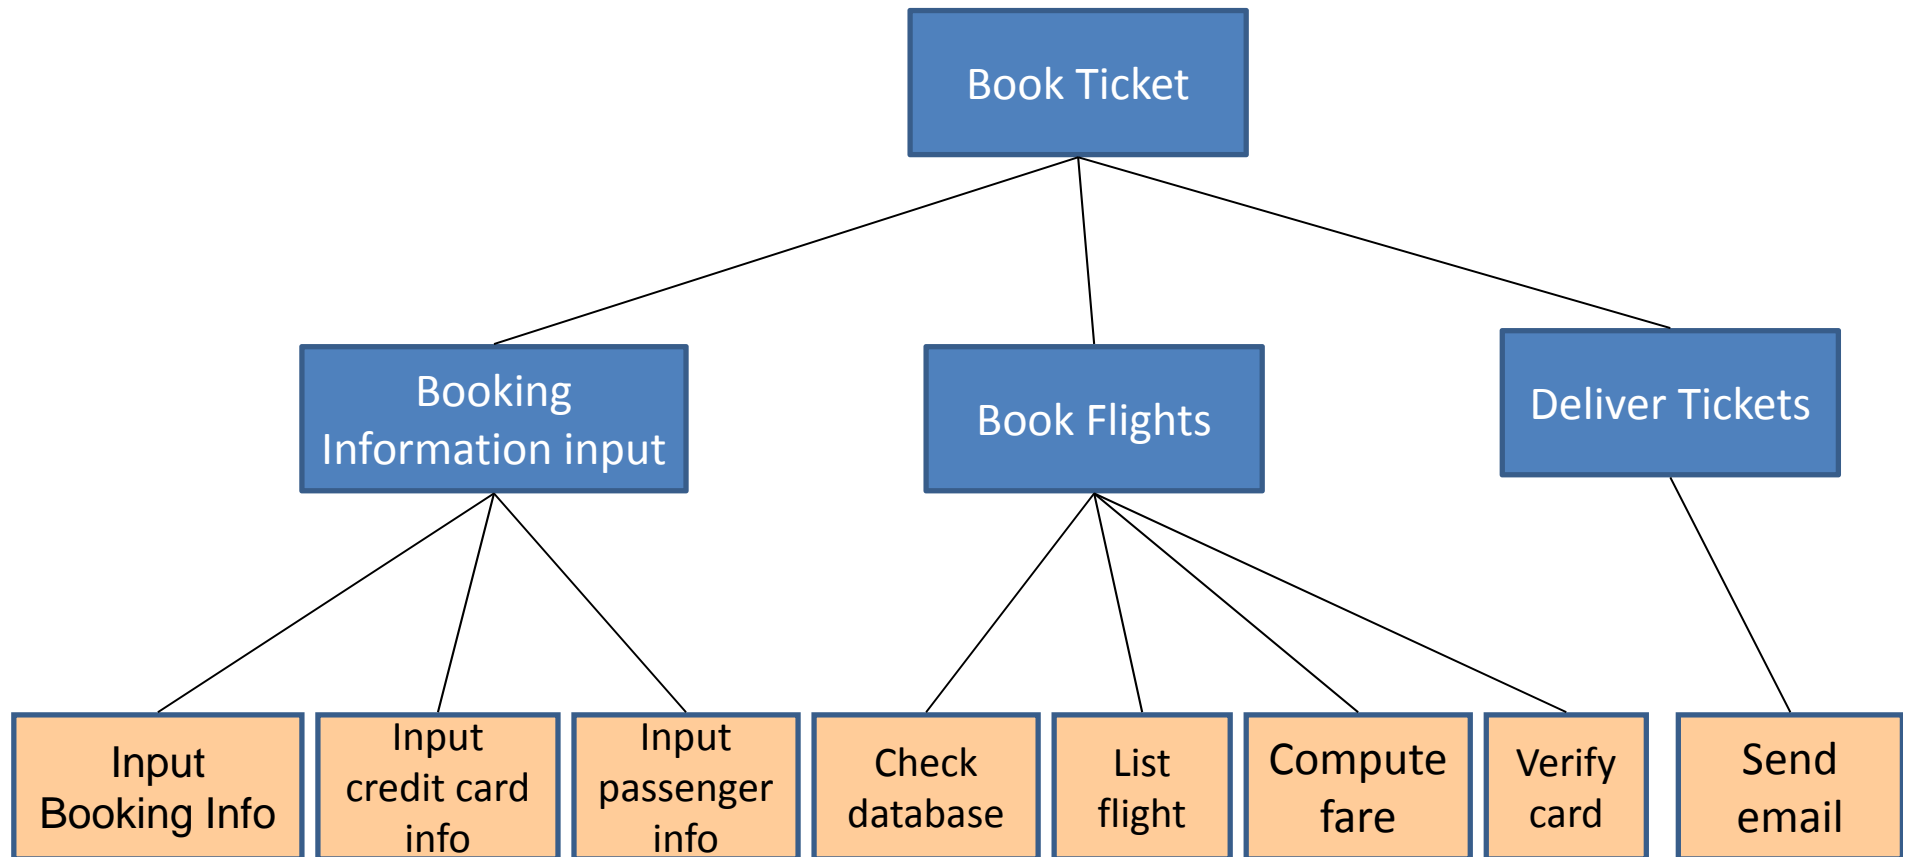 Book Ticket
Booking
Information input
Book Flights
Deliver Tickets
Input
Booking Info
Input
credit card
info
Input
passenger
info
Check
database
List
flight
Compute
fare
Verify
card
Send
email